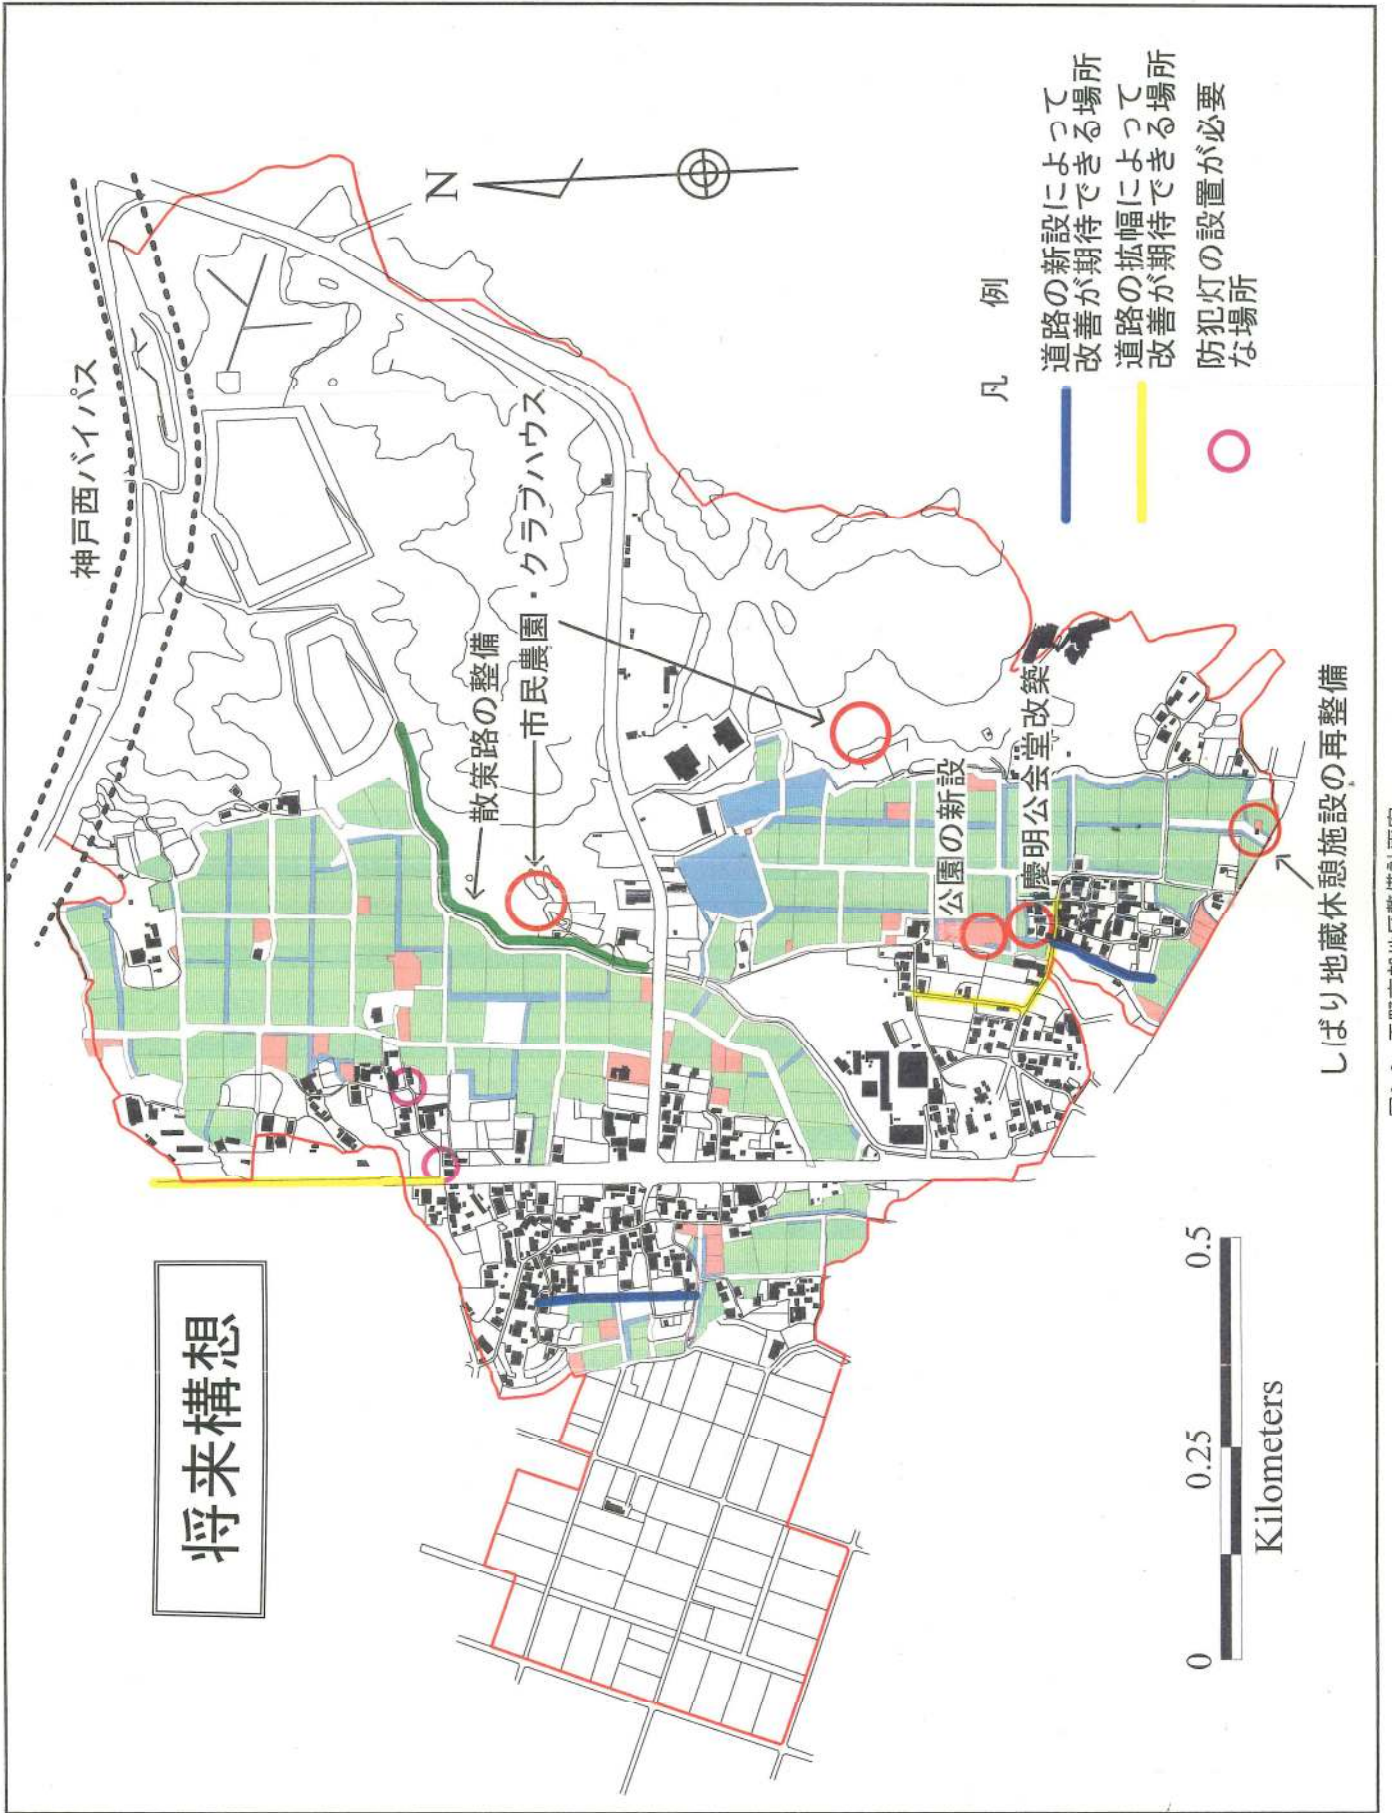 将来構想
神戸西バイパス
散策路の整備
市民農園・クラブハウス
公園の新設
慶明公会堂改築
しばり地蔵休憩施設の再整備
N
凡 例
道路の新設によって
改善が期待できる場所
道路の拡幅によって
改善が期待できる場所
防犯灯の設置が必要
な場所
0 0.25 0.5
Kilometers